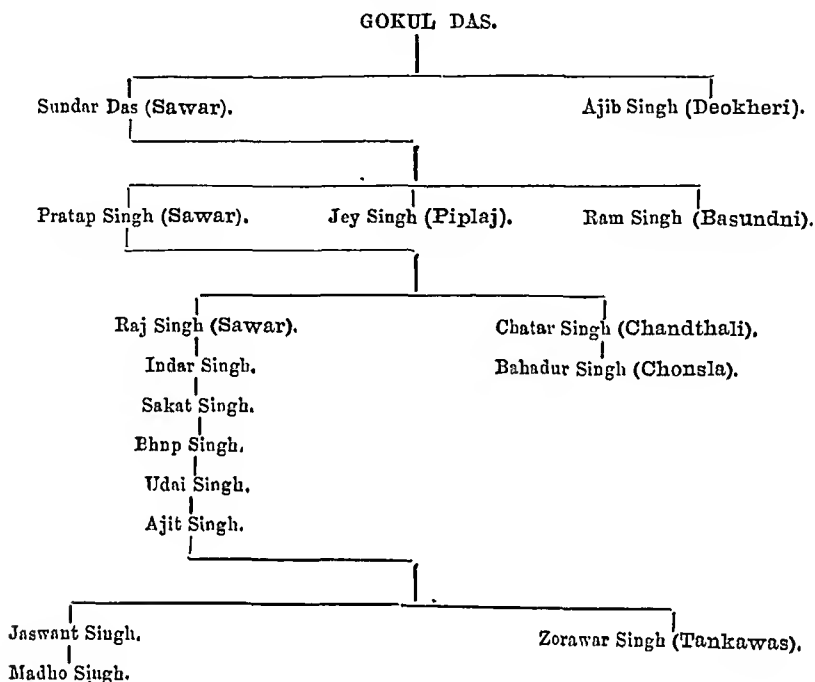 GOKUL DAS.
Sundar Das (Sawar). Ajib Singh (Deokheri).
Pratap Singh (Sawar). Jey Singh (Piplaj). Ram Singh (Basundni).
Raj Singh (Sawar). Chatar Singh (Chandthali).
Indar Singh. Bahadur Singh (Chonsla).
Sakat Singh.
Bhup Singh.
Udai Singh.
Ajit Singh.
Jaswant Singh. Zorawar Singh (Tankawas).
Madho Singh.